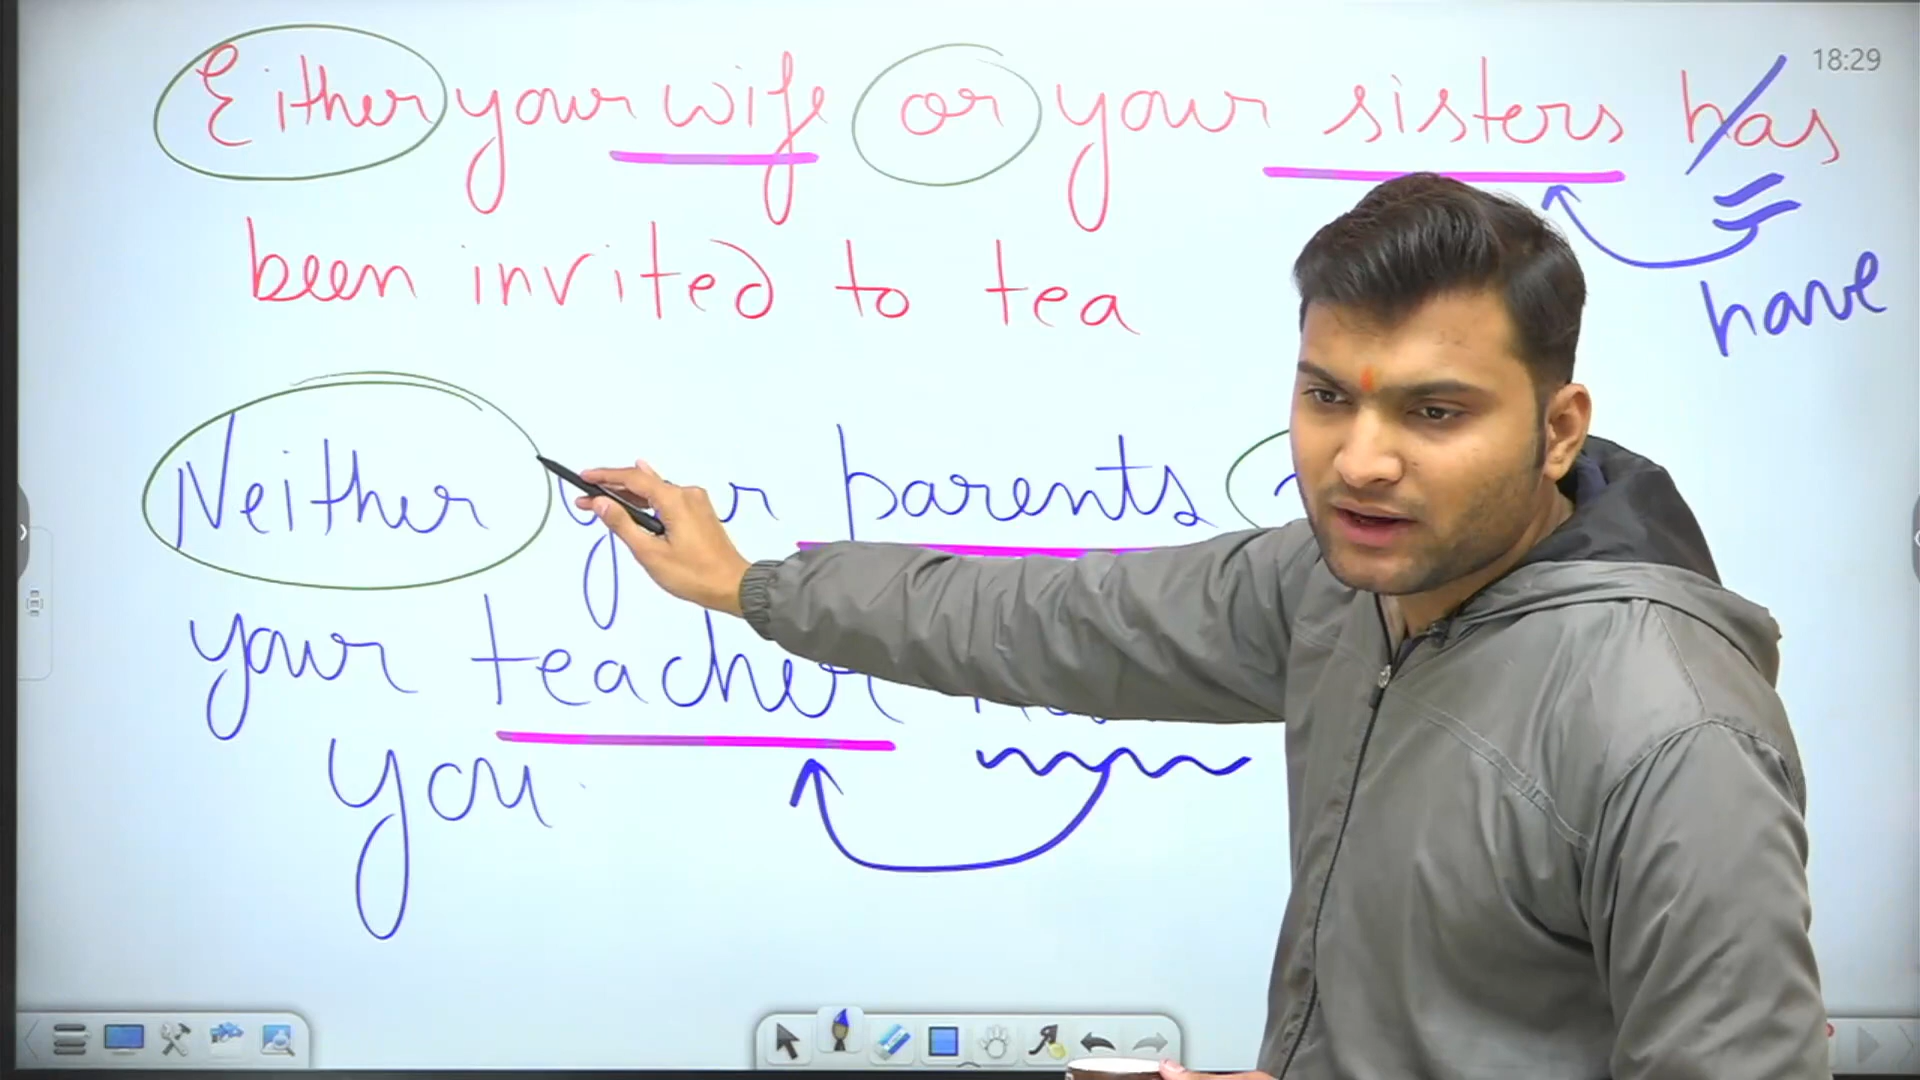 18:29
Either your wife or your sisters has
have
been invited to tea
Neither your parents
your teacher
you.